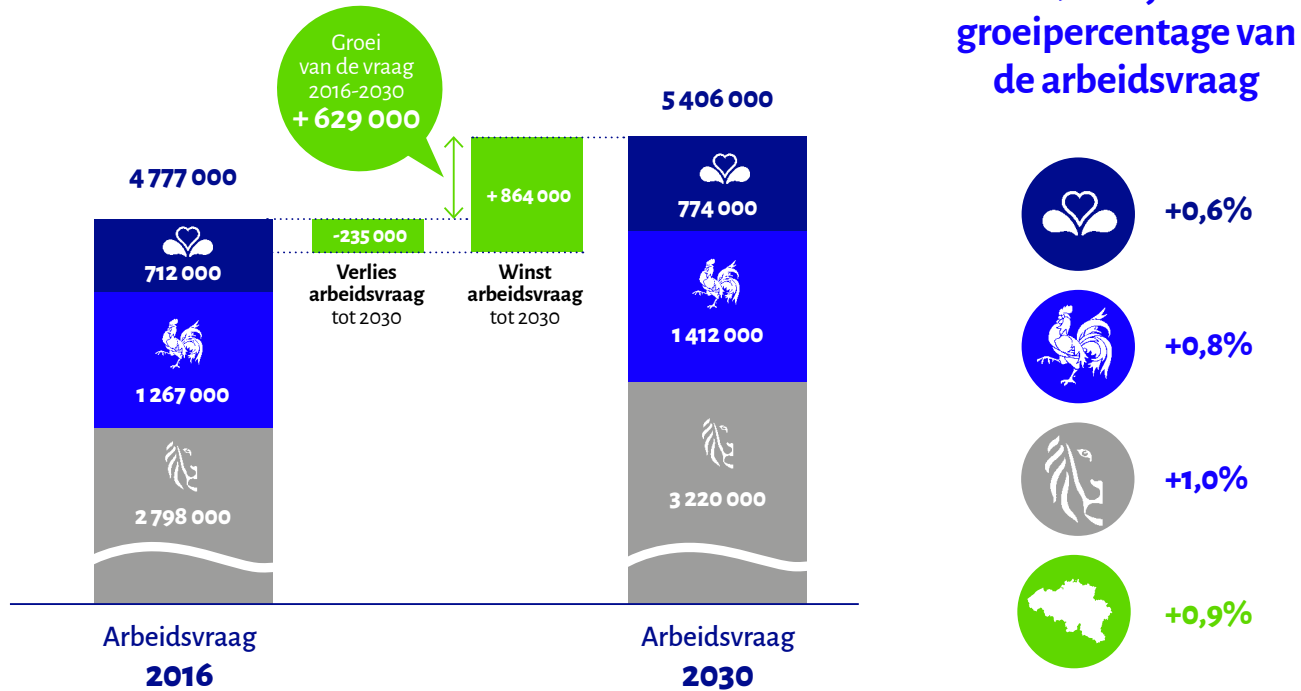 groeipercentage van
de arbeidsvraag
Groei
van de vraag
2016-2030
+ 629 000
4 777 000
712 000
1 267 000
2 798 000
-235 000
Verlies
arbeidsvraag
tot 2030
+ 864 000
Winst
arbeidsvraag
tot 2030
5 406 000
774 000
1 412 000
3 220 000
Arbeidsvraag
2016
Arbeidsvraag
2030
+0,6%
+0,8%
+1,0%
+0,9%